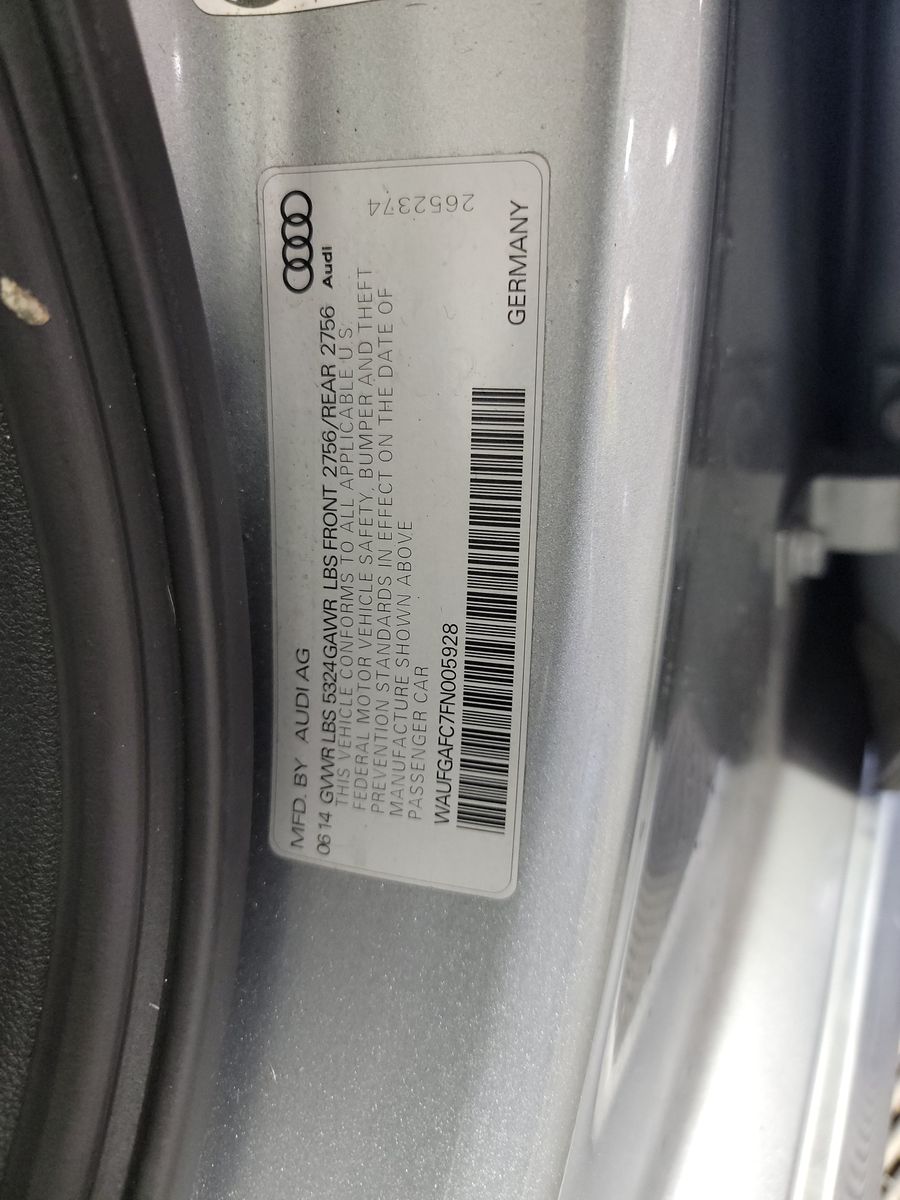 MFD. BY AUDI AG
Audi
0614 GVWR LBS 5324GAWR LBS FRONT 2756/REAR 2756
THIS VEHICLE CONFORMS TO ALL APPLICABLE U.S.
FEDERAL MOTOR VEHICLE SAFETY, BUMPER AND THEFT
PREVENTION STANDARDS IN EFFECT ON THE DATE OF
MANUFACTURE SHOWN ABOVE
PASSENGER CAR
2652374
WAUFGAFC7FN005928
GERMANY